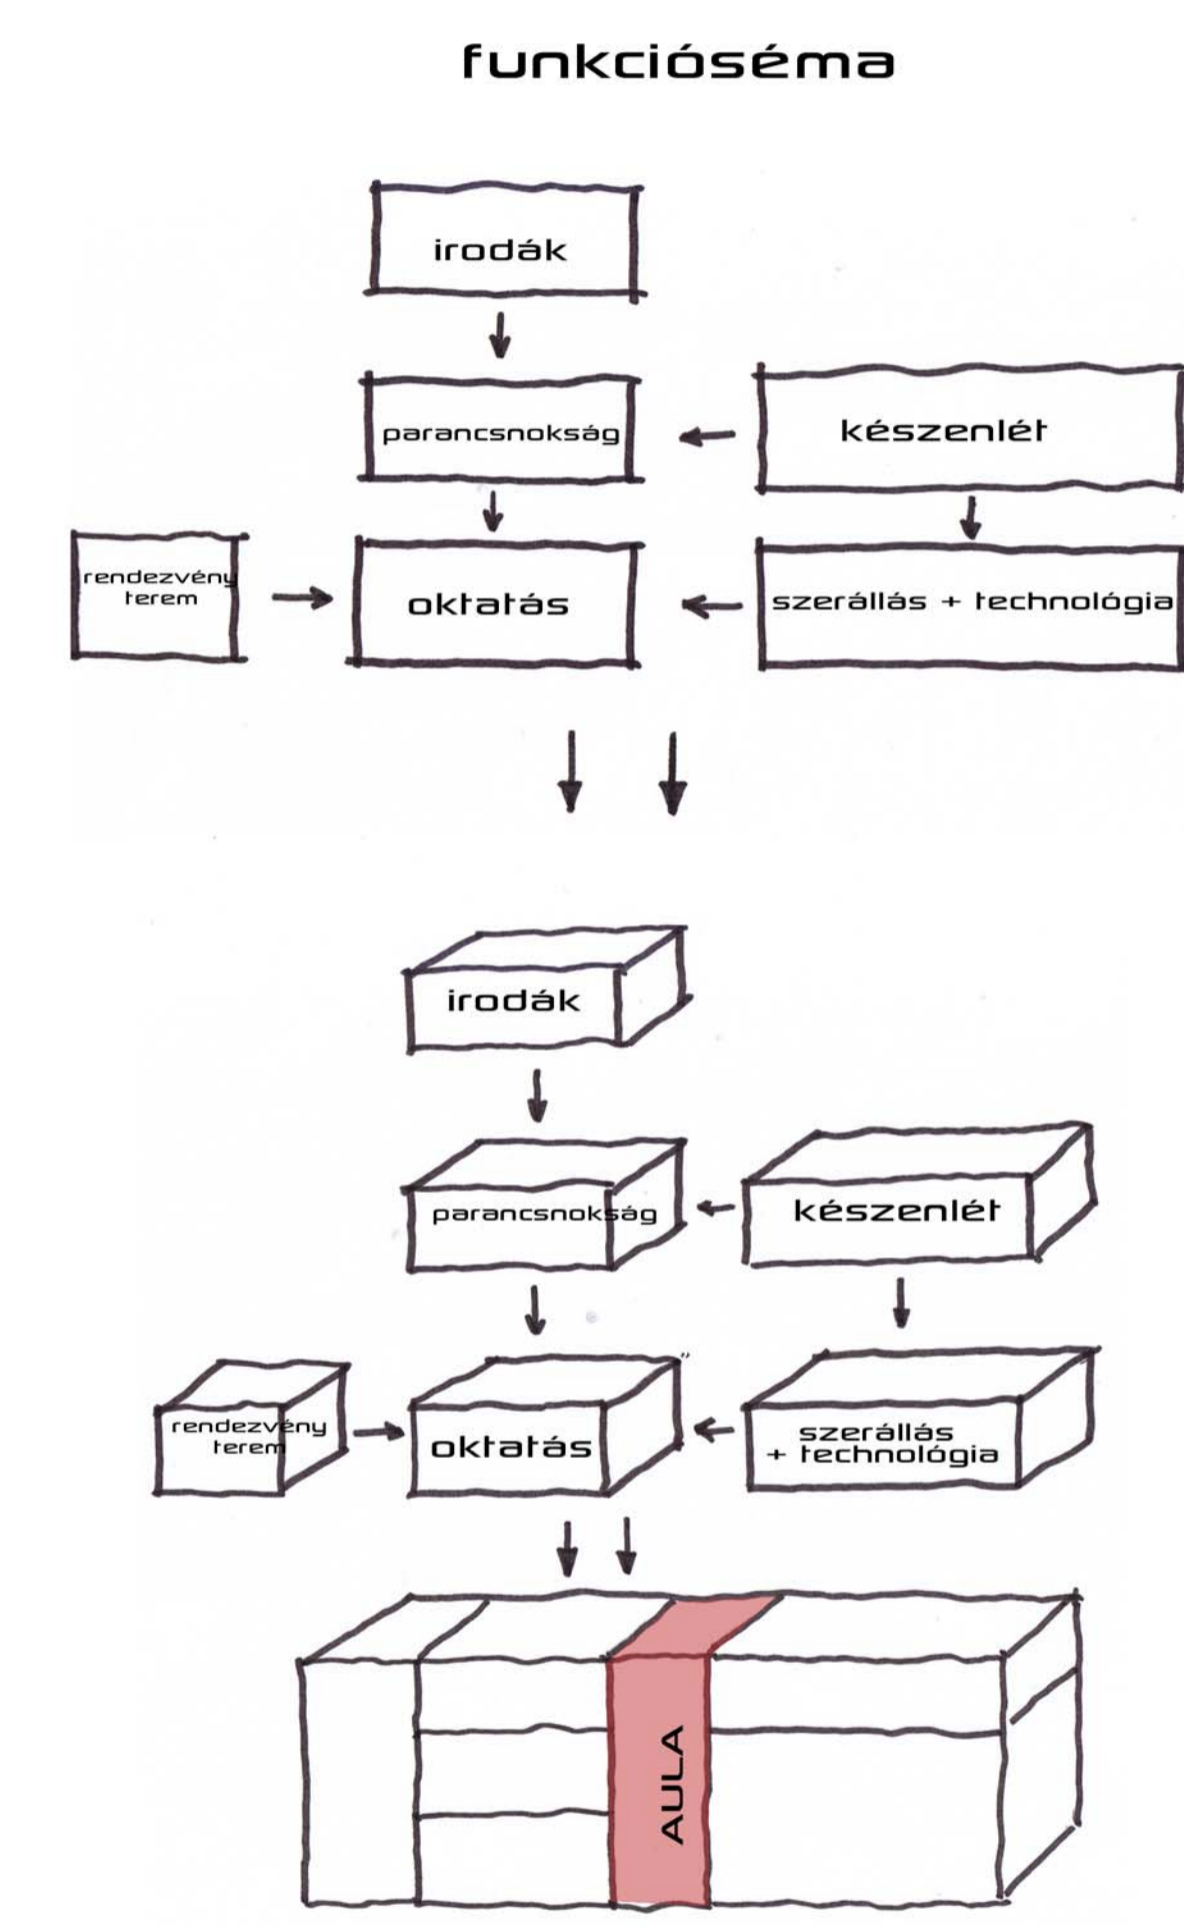 funkcióséma
irodák
parancsnokság
készenlét
rendezvény
terem
oktatás
szerállás + technológia
irodák
parancsnokság
készenlét
rendezvény
terem
oktatás
szerállás
+ technológia
AULA